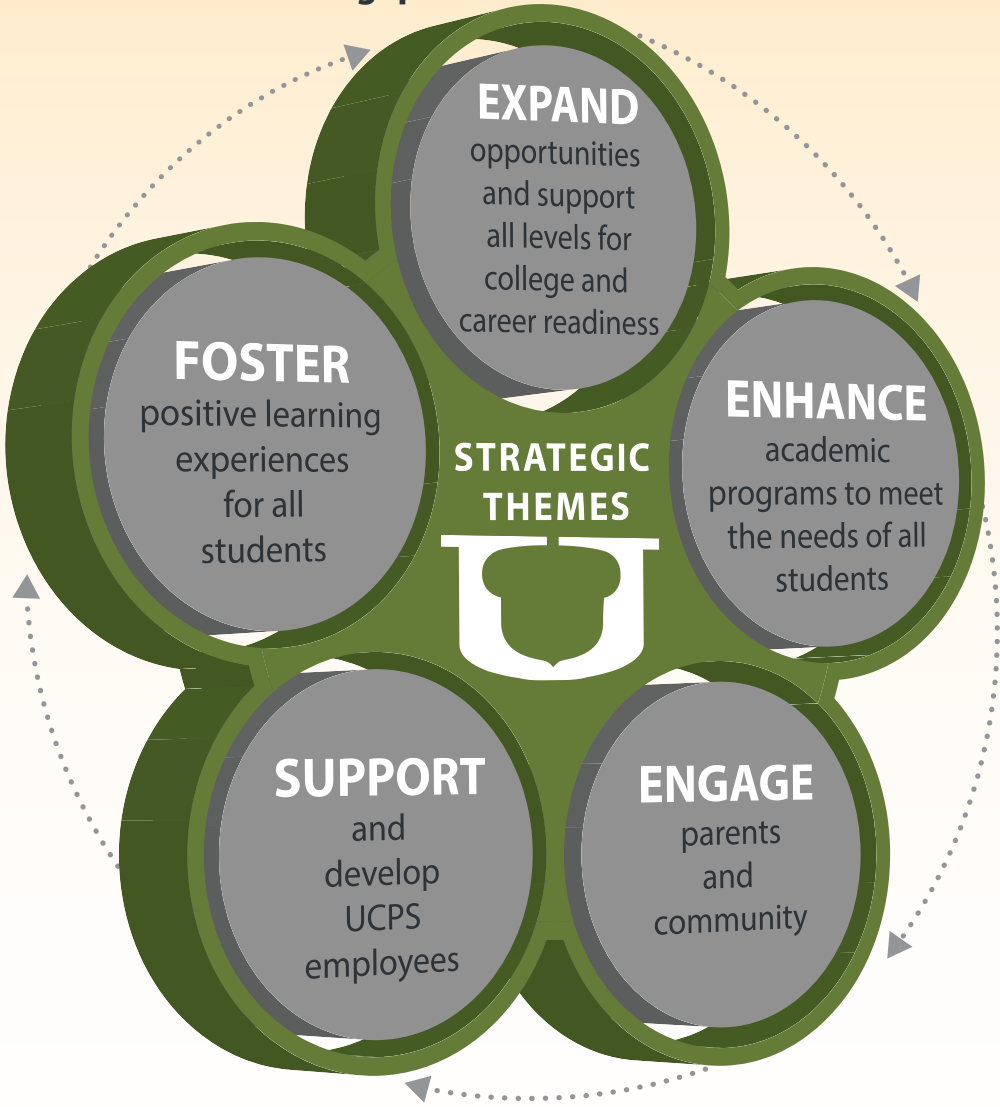 EXPAND
opportunities
and support
all levels for
college and
career readiness
FOSTER
positive learning
experiences
for all
students
ENHANCE
academic
programs to meet
the needs of all
students
STRATEGIC
THEMES
SUPPORT
and
develop
UCPS
employees
ENGAGE
parents
and
community